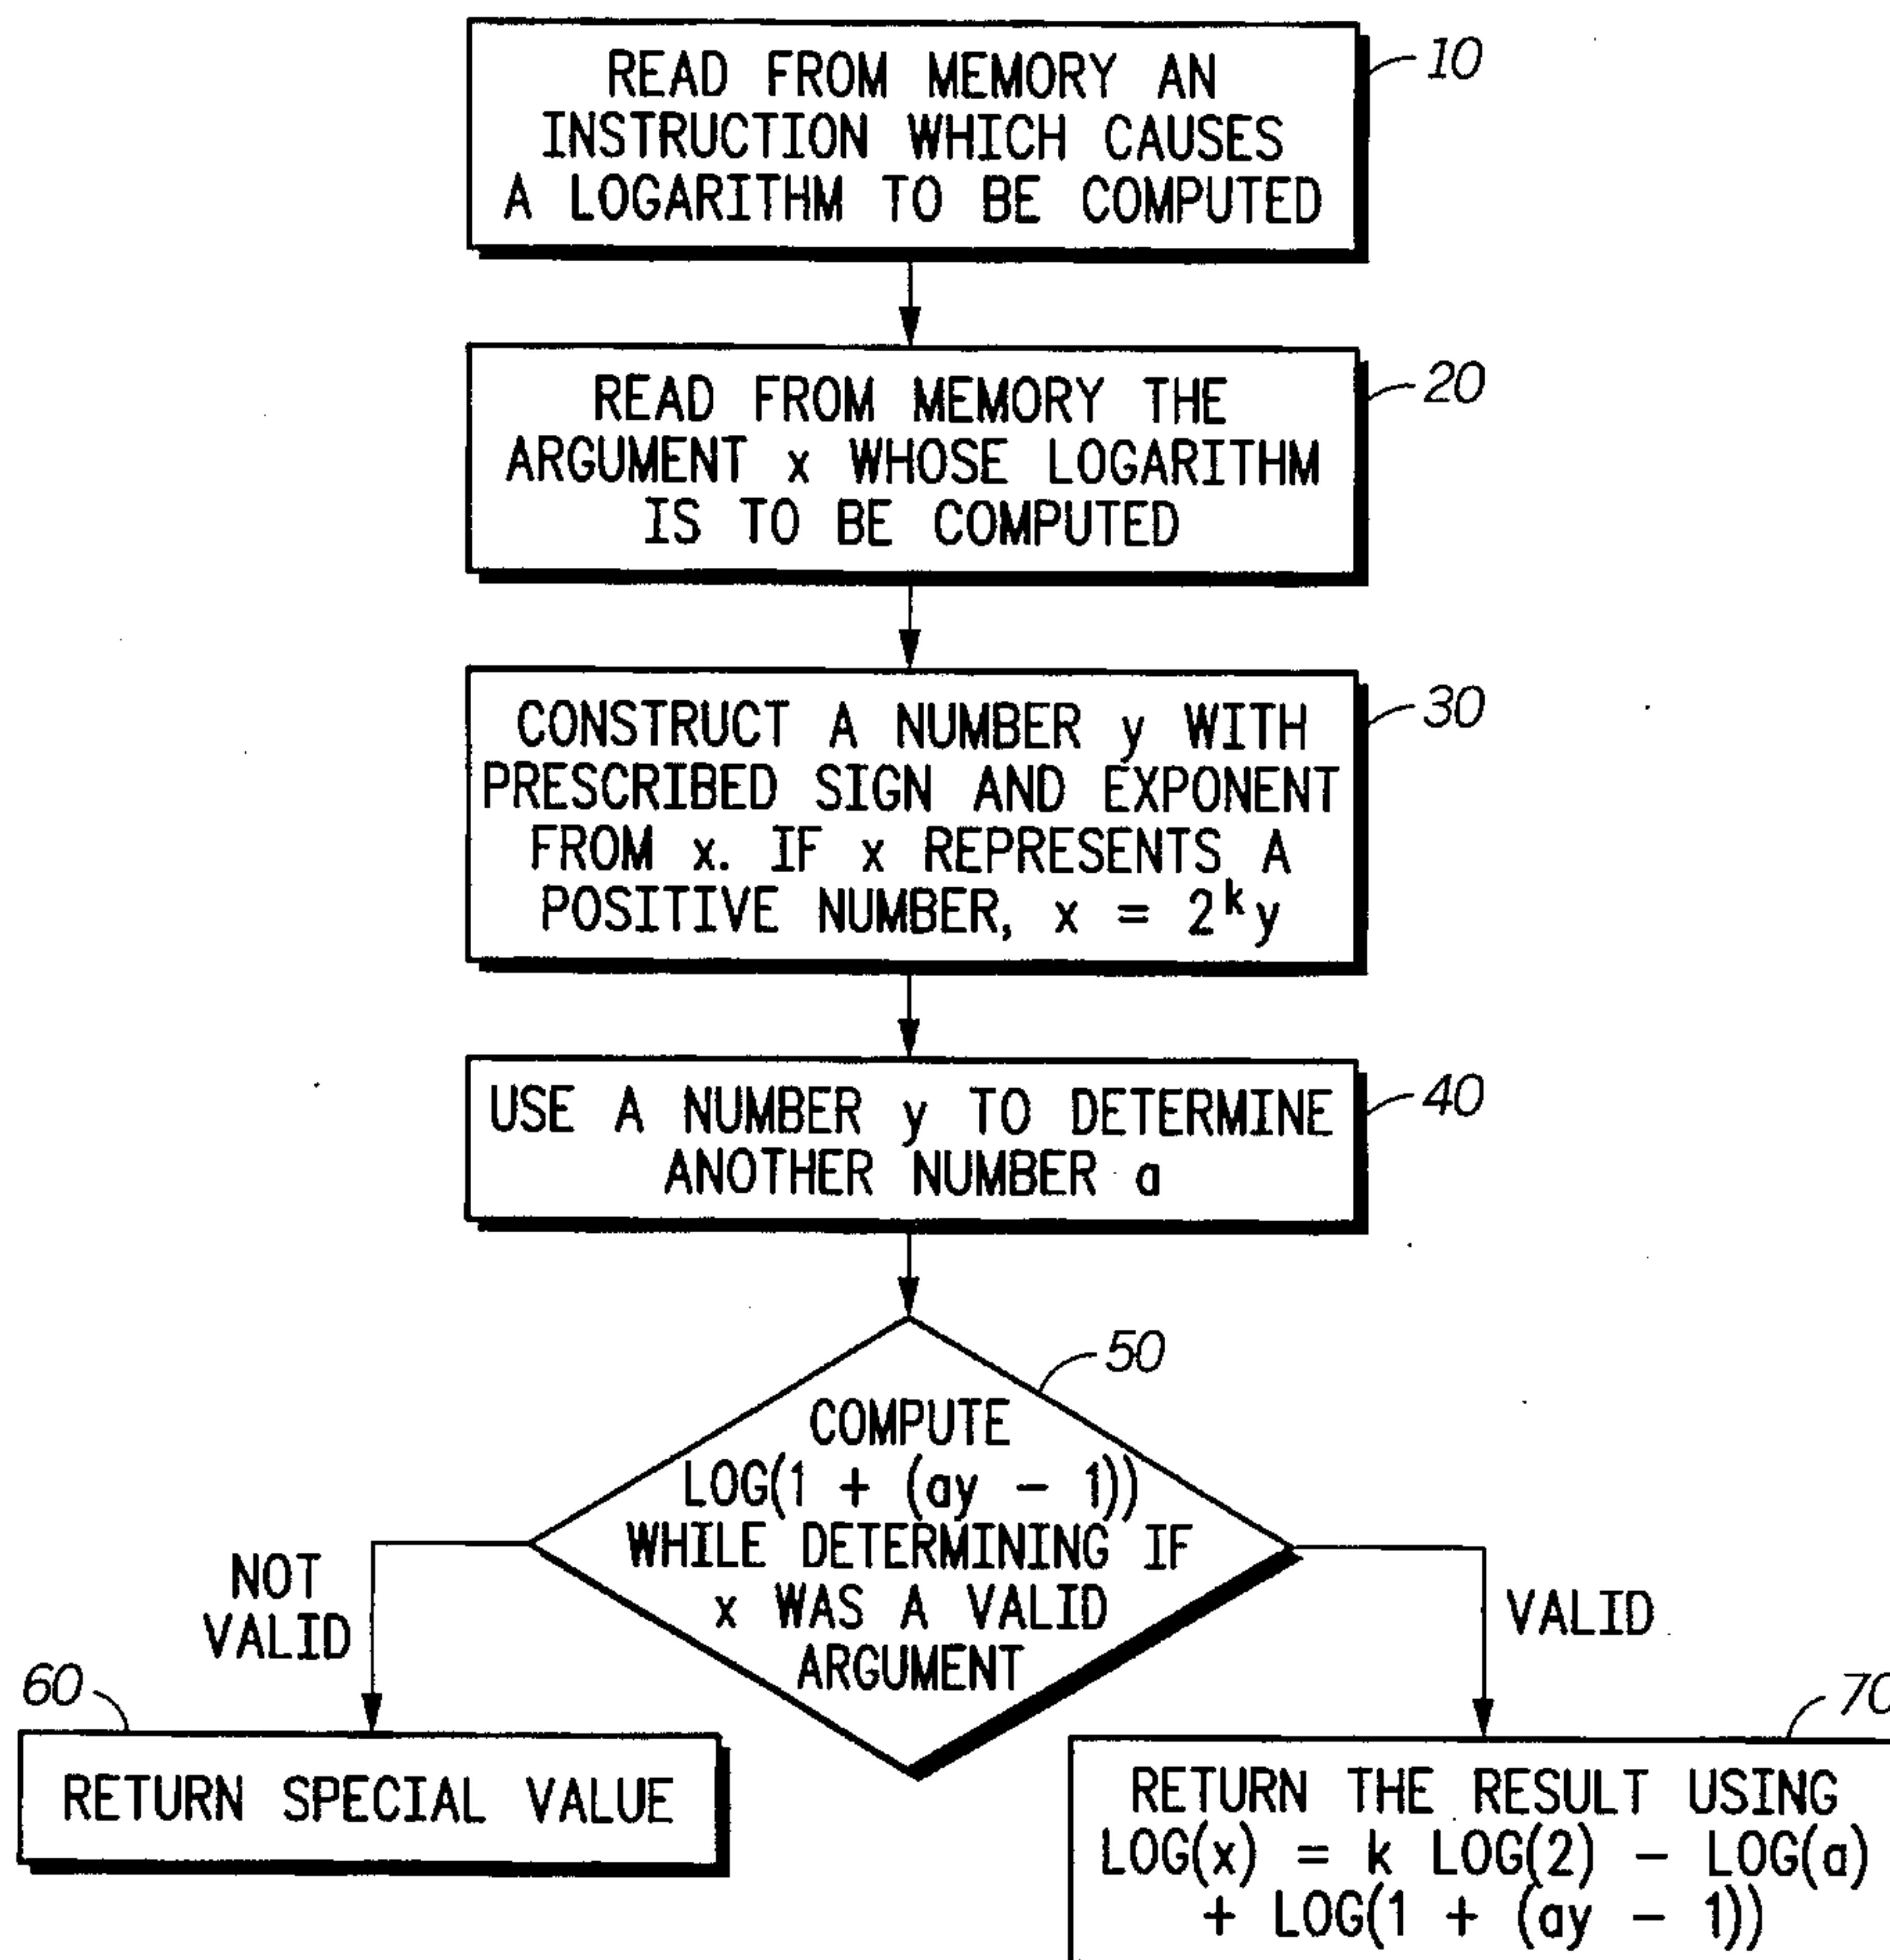 READ FROM MEMORY AN
INSTRUCTION WHICH CAUSES
A LOGARITHM TO BE COMPUTED
10
READ FROM MEMORY THE
ARGUMENT x WHOSE LOGARITHM
IS TO BE COMPUTED
20
CONSTRUCT A NUMBER y WITH
PRESCRIBED SIGN AND EXPONENT
FROM x. IF x REPRESENTS A
POSITIVE NUMBER, x = 2^k y
30
USE A NUMBER y TO DETERMINE
ANOTHER NUMBER a
40
COMPUTE
LOG(1 + (ay - 1))
WHILE DETERMINING IF
x WAS A VALID
ARGUMENT
50
NOT
VALID
VALID
60
RETURN SPECIAL VALUE
70
RETURN THE RESULT USING
LOG(x) = k LOG(2) - LOG(a)
+ LOG(1 + (ay - 1))